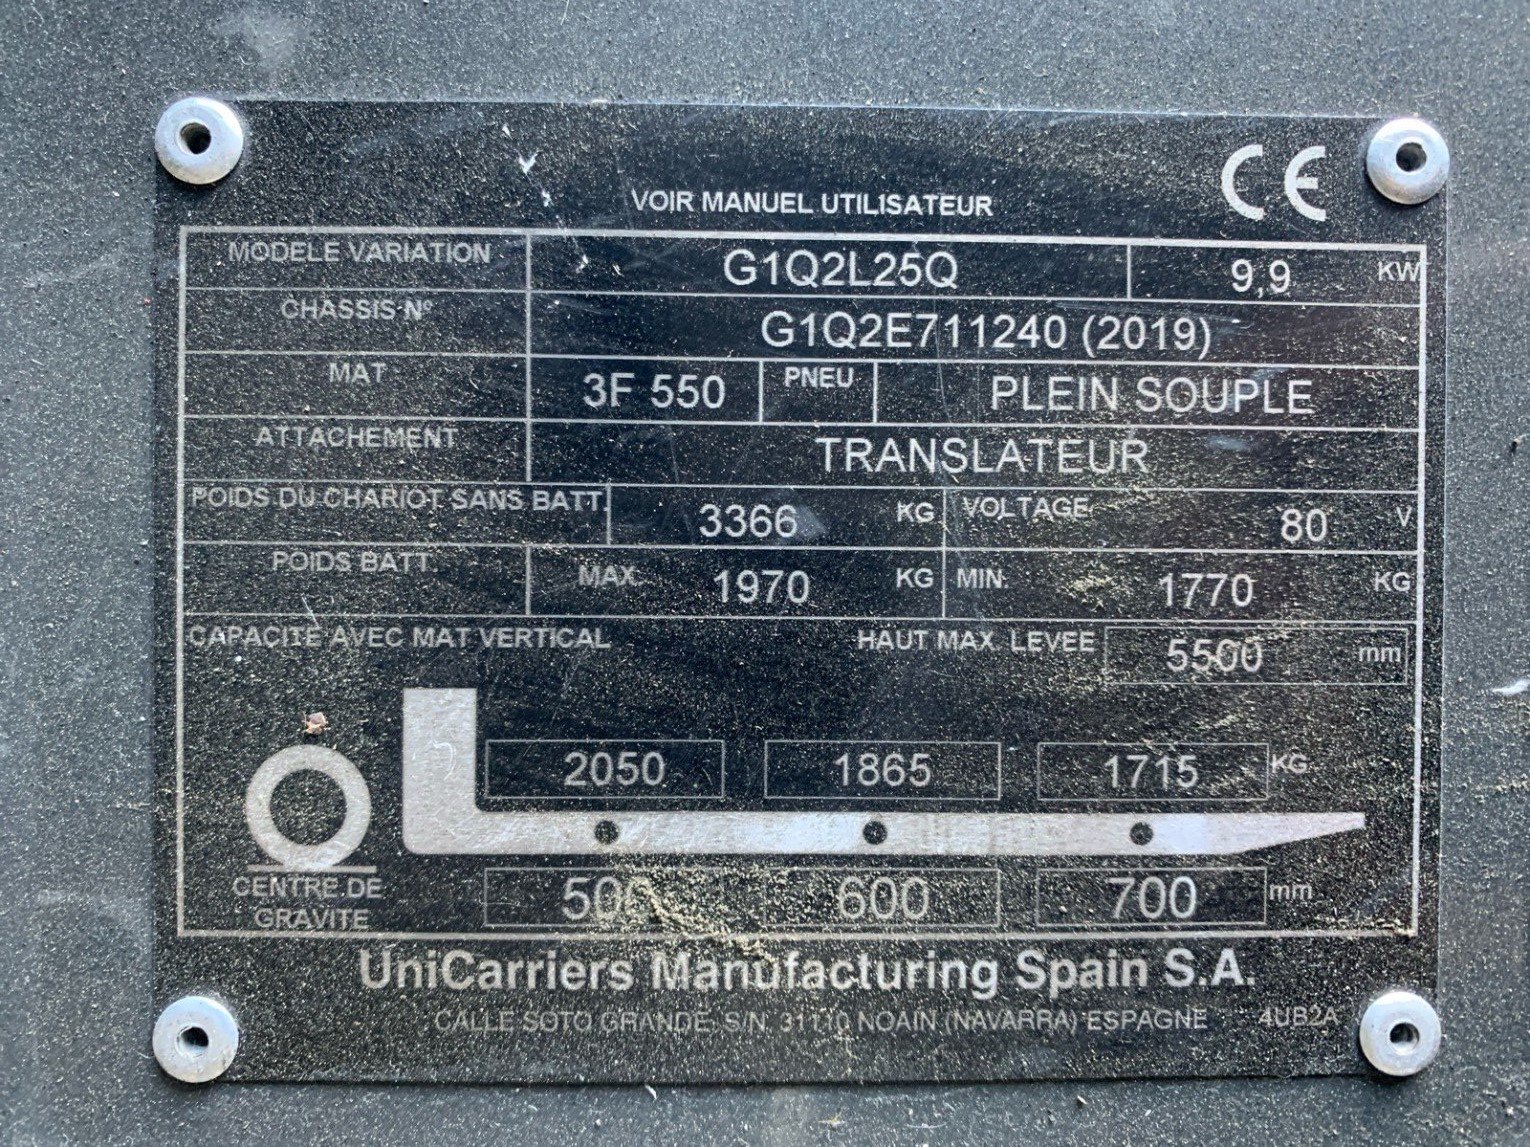 CE
VOIR MANUEL UTILISATEUR
MODELE VARIATION G1Q2L25Q 9,9 KW
CHASSIS Nº G1Q2E711240 (2019)
MAT 3F 550 PNEU PLEIN SOUPLE
ATTACHEMENT TRANSLATEUR
POIDS DU CHARIOT SANS BATT. 3366 KG VOLTAGE 80 V
POIDS BATT. MAX. 1970 KG MIN. 1770 KG
CAPACITE AVEC MAT VERTICAL HAUT MAX. LEVEE 5500 mm
2050 1865 1715 KG
500 600 700 mm
CENTRE DE
GRAVITE
UniCarriers Manufacturing Spain S.A.
CALLE SOTO GRANDE, S/N, 31110 NOAIN (NAVARRA) ESPAGNE 4UB2A